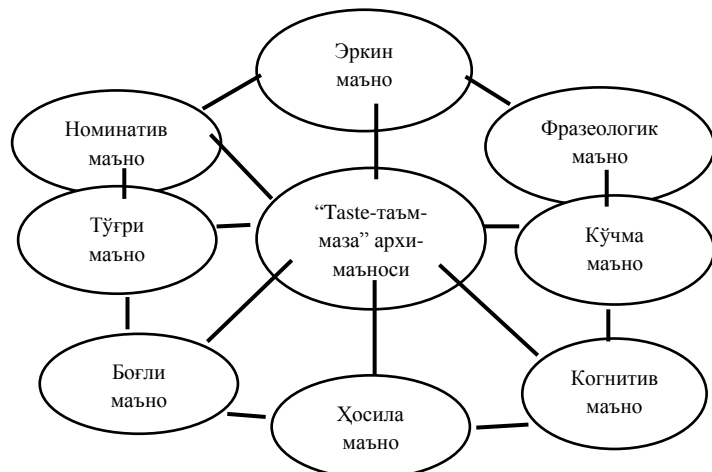 Эркин
маъно
Номинатив
маъно
Фразеологик
маъно
Тўғри
маъно
“Taste-таъм-
маза” архи-
маъноси
Кўчма
маъно
Боғли
маъно
Ҳосила
маъно
Когнитив
маъно